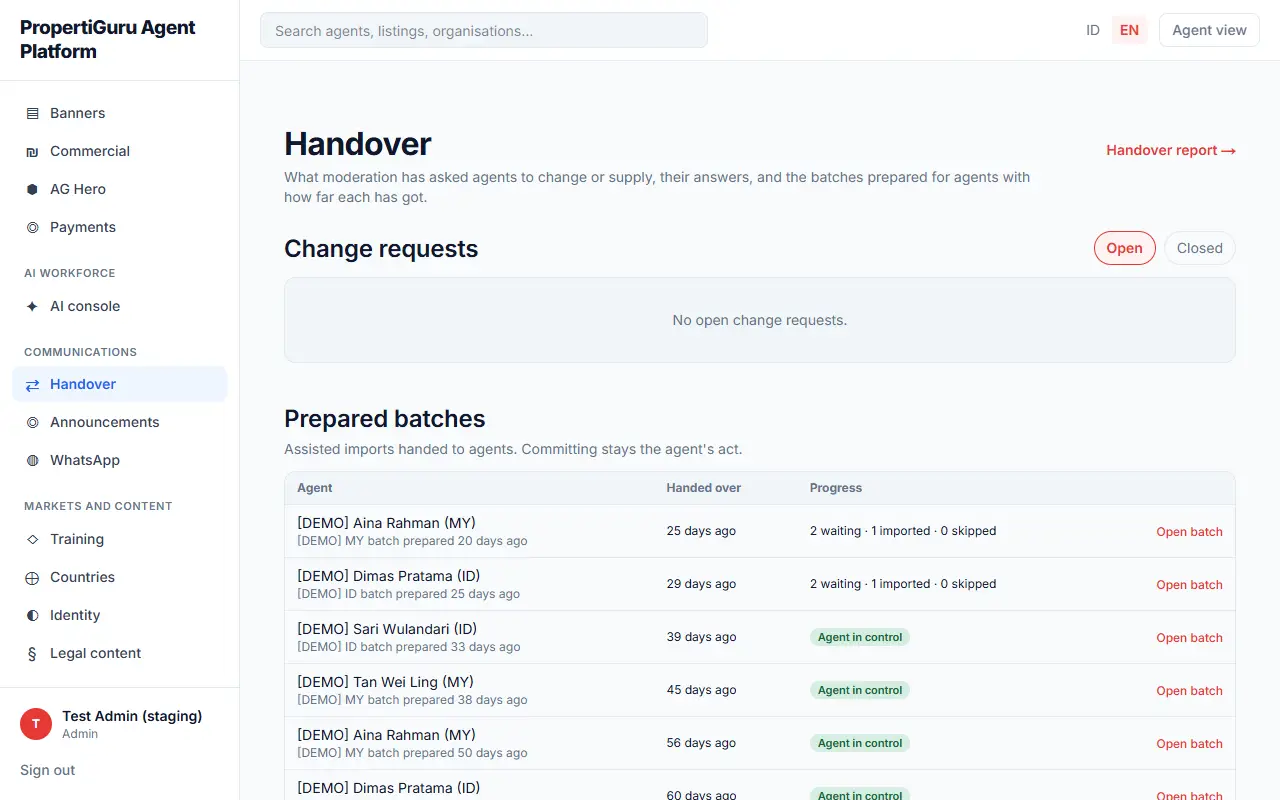 PropertiGuru Agent
Platform
Search agents, listings, organisations...
ID
EN
Agent view
Banners
Commercial
AG Hero
Payments
AI WORKFORCE
AI console
COMMUNICATIONS
Handover
Announcements
WhatsApp
MARKETS AND CONTENT
Training
Countries
Identity
§ Legal content
T
Test Admin (staging)
Admin
Sign out
Handover
Handover report →
What moderation has asked agents to change or supply, their answers, and the batches prepared for agents with
how far each has got.
Change requests
Open
Closed
No open change requests.
Prepared batches
Assisted imports handed to agents. Committing stays the agent's act.
Agent Handed over Progress
[DEMO] Aina Rahman (MY)
[DEMO] MY batch prepared 20 days ago
25 days ago
2 waiting · 1 imported · 0 skipped
Open batch
[DEMO] Dimas Pratama (ID)
[DEMO] ID batch prepared 25 days ago
29 days ago
2 waiting · 1 imported · 0 skipped
Open batch
[DEMO] Sari Wulandari (ID)
[DEMO] ID batch prepared 33 days ago
39 days ago
Agent in control
Open batch
[DEMO] Tan Wei Ling (MY)
[DEMO] MY batch prepared 38 days ago
45 days ago
Agent in control
Open batch
[DEMO] Aina Rahman (MY)
[DEMO] MY batch prepared 50 days ago
56 days ago
Agent in control
Open batch
[DEMO] Dimas Pratama (ID)
60 days ago
Agent in control
Open batch